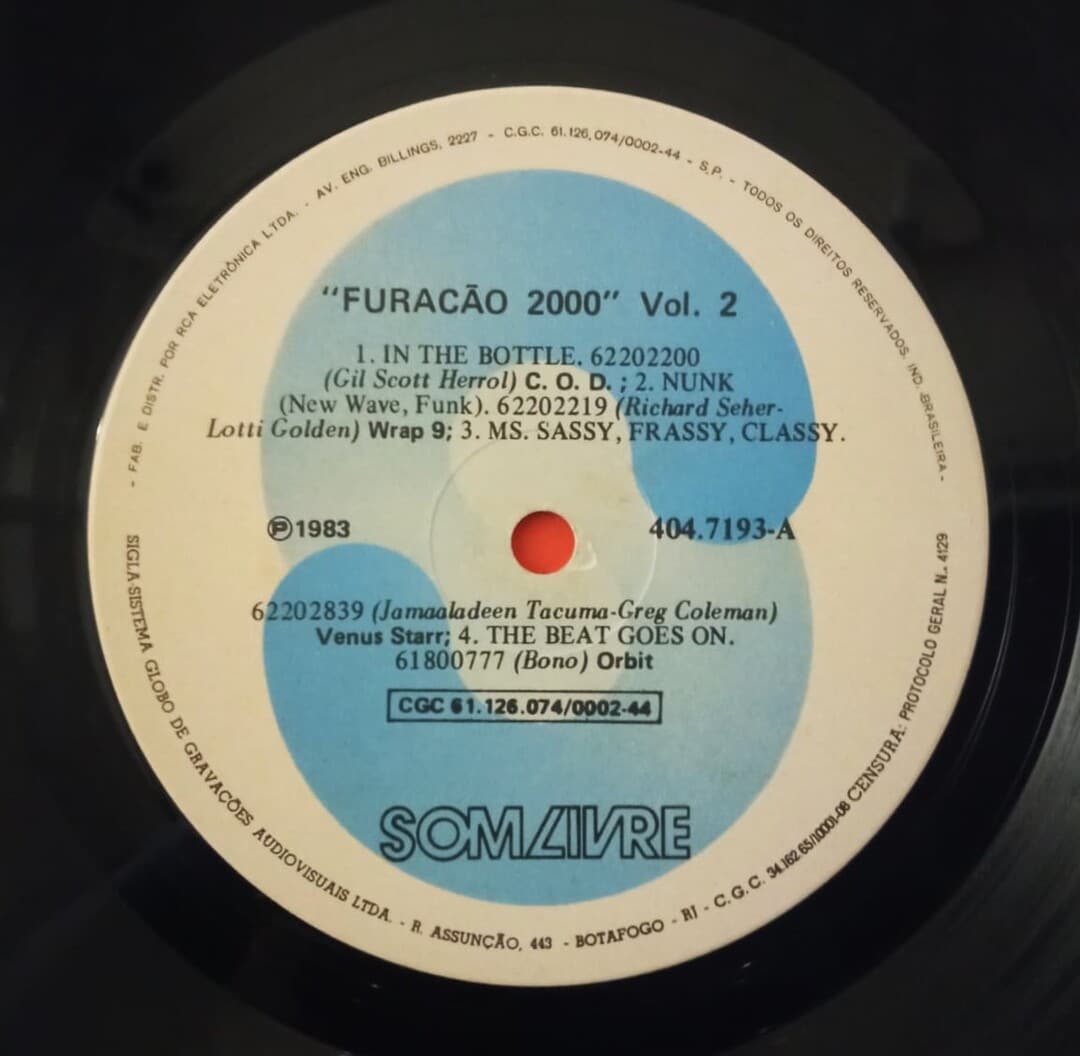 - FAB. E DISTR. POR RCA ELETRÔNICA LTDA. - AV. ENG. BILLINGS, 2227 - C.G.C. 61.126.074/0002-44 - S.P. - TODOS OS DIREITOS RESERVADOS. IND. BRASILEIRA -
"FURACÃO 2000" Vol. 2
1. IN THE BOTTLE. 62202200
(Gil Scott Herrol) C. O. D. ; 2. NUNK
(New Wave, Funk). 62202219 (Richard Seher-
Lotti Golden) Wrap 9; 3. MS. SASSY, FRASSY, CLASSY.
Ⓟ1983
404.7193-A
62202839 (Jamaaladeen Tacuma-Greg Coleman)
Venus Starr; 4. THE BEAT GOES ON.
61800777 (Bono) Orbit
CGC 61.126.074/0002-44
SOM LIVRE
SIGLA-SISTEMA GLOBO DE GRAVAÇÕES AUDIOVISUAIS LTDA. - R. ASSUNÇÃO, 443 - BOTAFOGO - RJ - C.G.C. 34.162.65/10001-08 CENSURA: PROTOCOLO GERAL N.. 4129